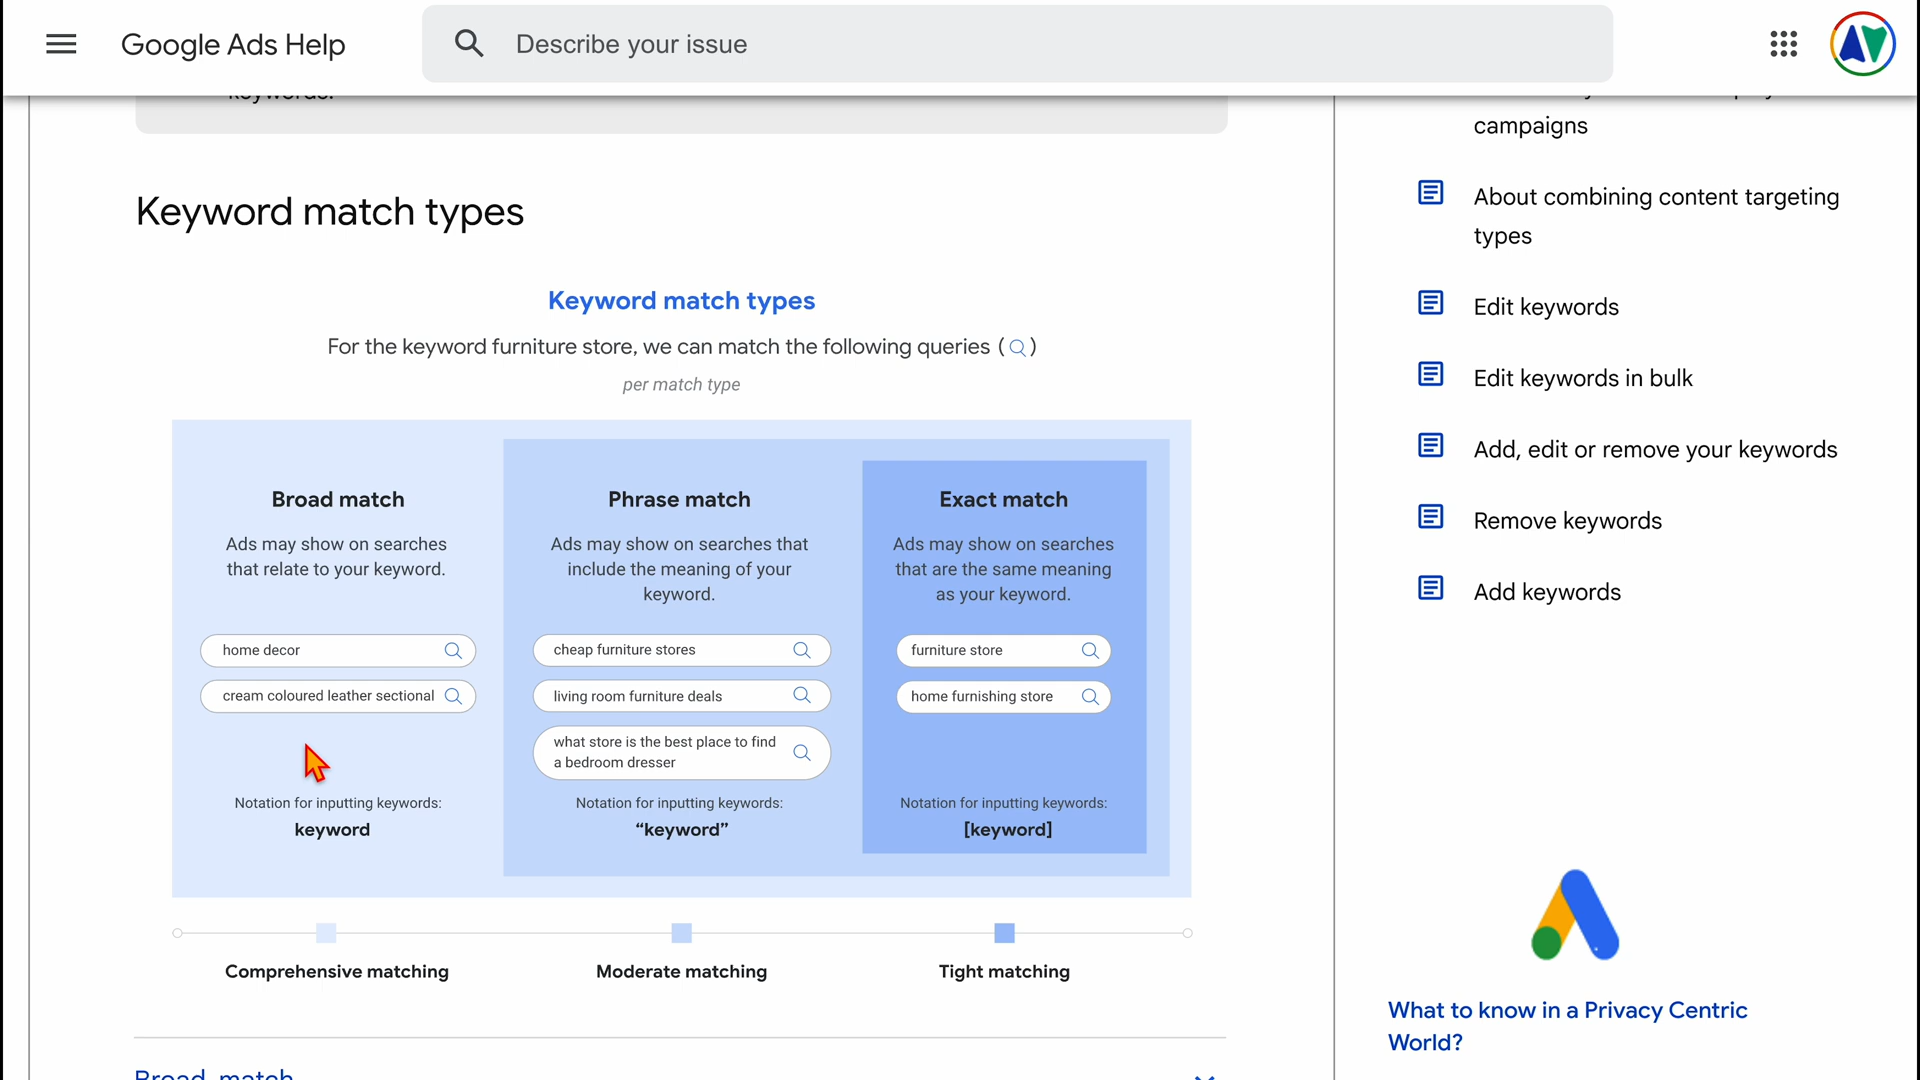 Google Ads Help
Describe your issue
keywords.
Keyword match types
Keyword match types
For the keyword furniture store, we can match the following queries ( )
per match type
Broad match
Ads may show on searches
that relate to your keyword.
home decor
cream coloured leather sectional
Notation for inputting keywords:
keyword
Phrase match
Ads may show on searches that
include the meaning of your
keyword.
cheap furniture stores
living room furniture deals
what store is the best place to find
a bedroom dresser
Notation for inputting keywords:
“keyword”
Exact match
Ads may show on searches
that are the same meaning
as your keyword.
furniture store
home furnishing store
Notation for inputting keywords:
[keyword]
Comprehensive matching
Moderate matching
Tight matching
Broad match
campaigns
About combining content targeting
types
Edit keywords
Edit keywords in bulk
Add, edit or remove your keywords
Remove keywords
Add keywords
What to know in a Privacy Centric
World?